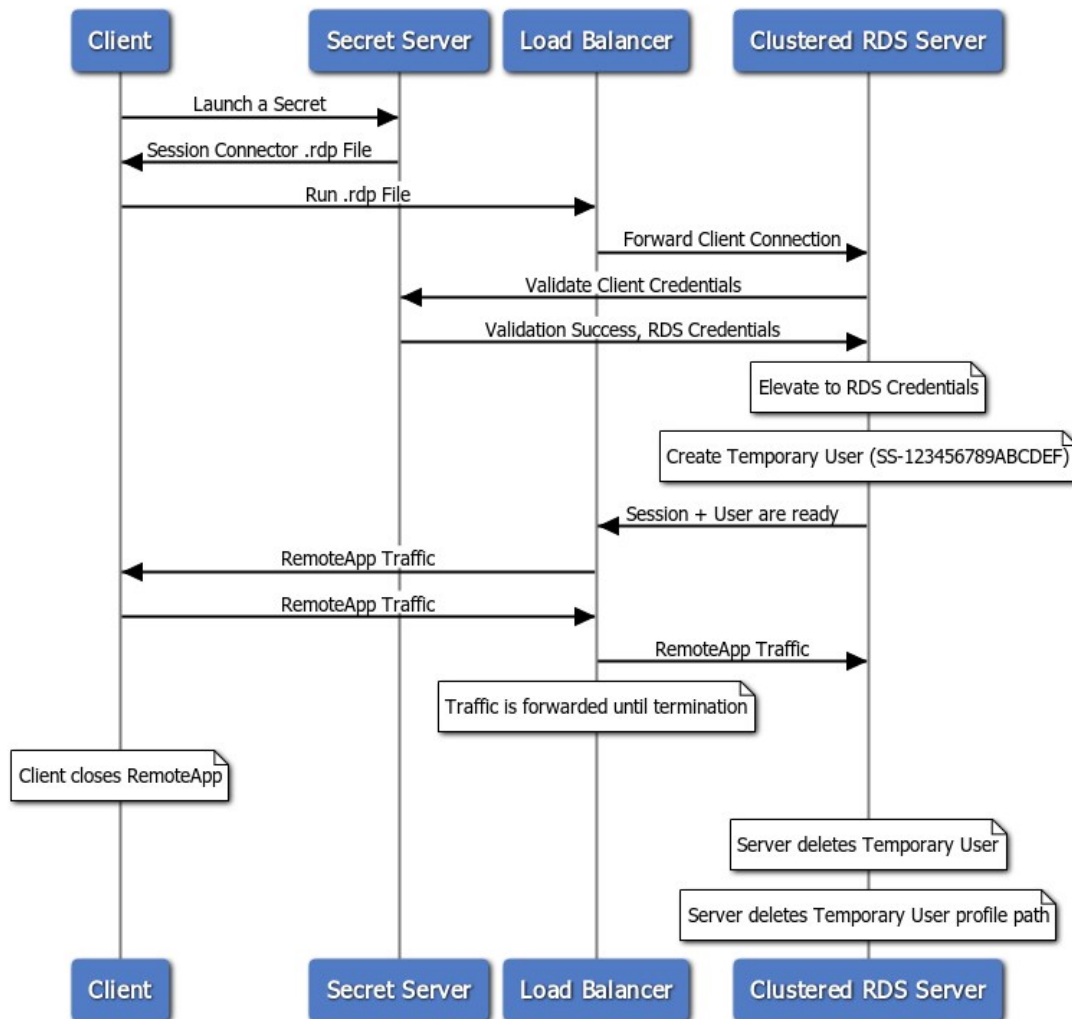 Client
Secret Server
Load Balancer
Clustered RDS Server
Launch a Secret
Session Connector .rdp File
Run .rdp File
Forward Client Connection
Validate Client Credentials
Validation Success, RDS Credentials
Elevate to RDS Credentials
Create Temporary User (SS-123456789ABCDEF)
Session + User are ready
RemoteApp Traffic
RemoteApp Traffic
RemoteApp Traffic
Traffic is forwarded until termination
Client closes RemoteApp
Server deletes Temporary User
Server deletes Temporary User profile path
Client
Secret Server
Load Balancer
Clustered RDS Server